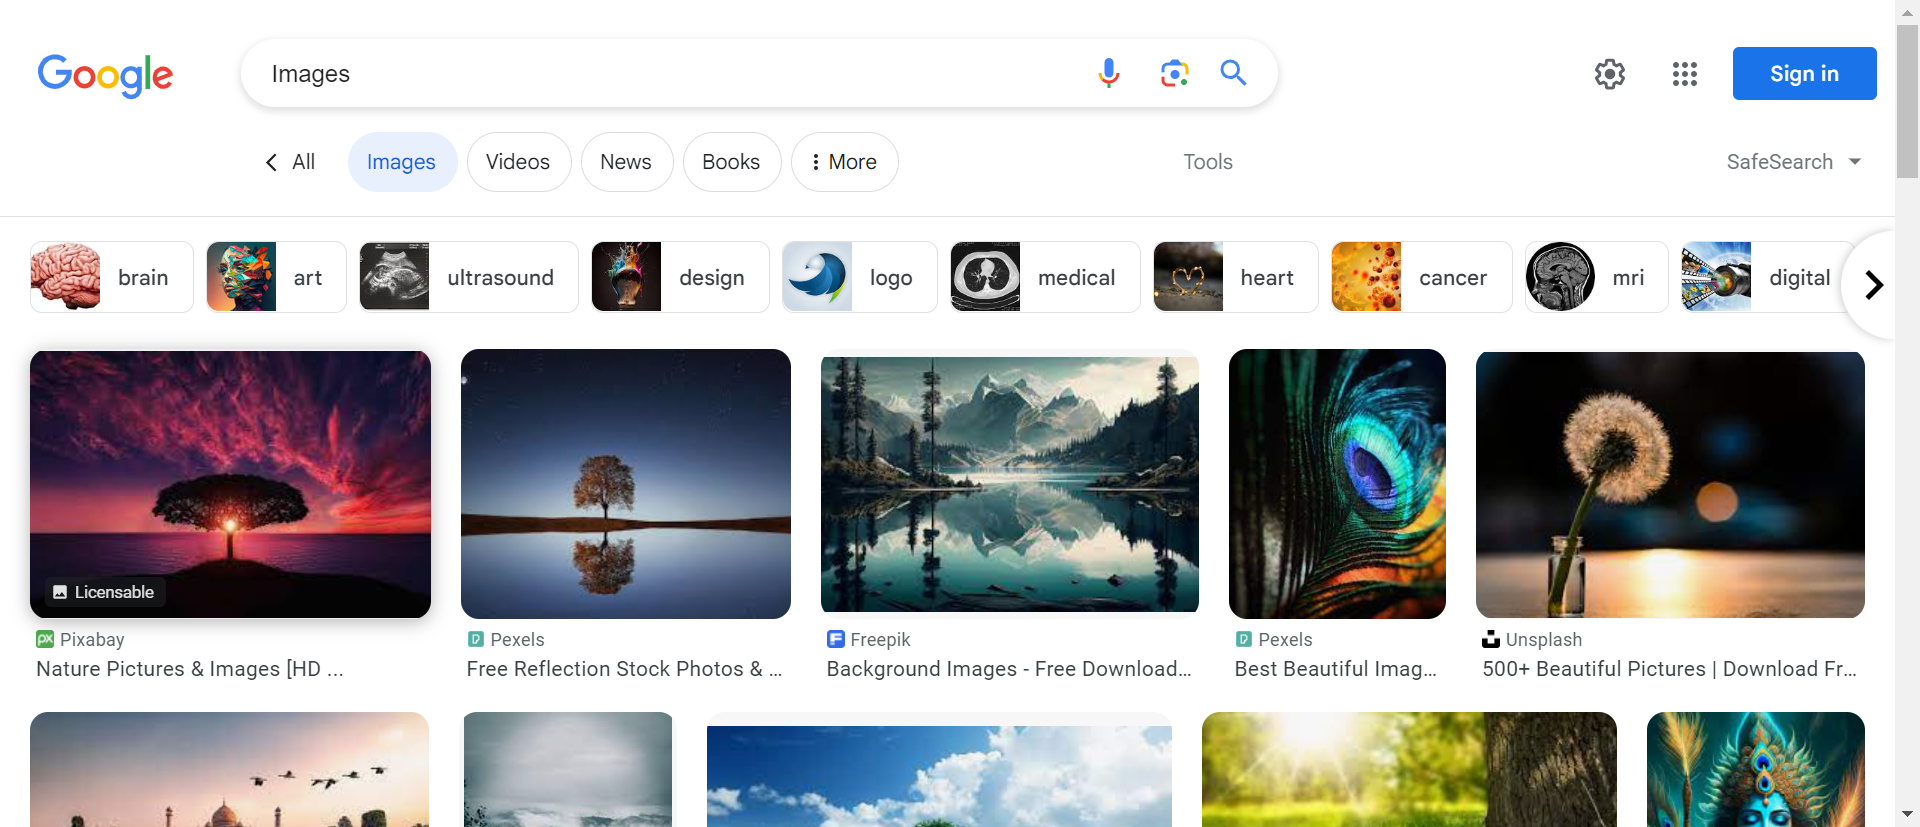 Google
Images
Sign in
All
Images
Videos
News
Books
More
Tools
SafeSearch
brain
art
ultrasound
design
logo
medical
heart
cancer
mri
digital
Licensable
Pixabay
Nature Pictures & Images [HD ...
Pexels
Free Reflection Stock Photos & ...
Freepik
Background Images - Free Download...
Pexels
Best Beautiful Imag...
Unsplash
500+ Beautiful Pictures | Download Fr...